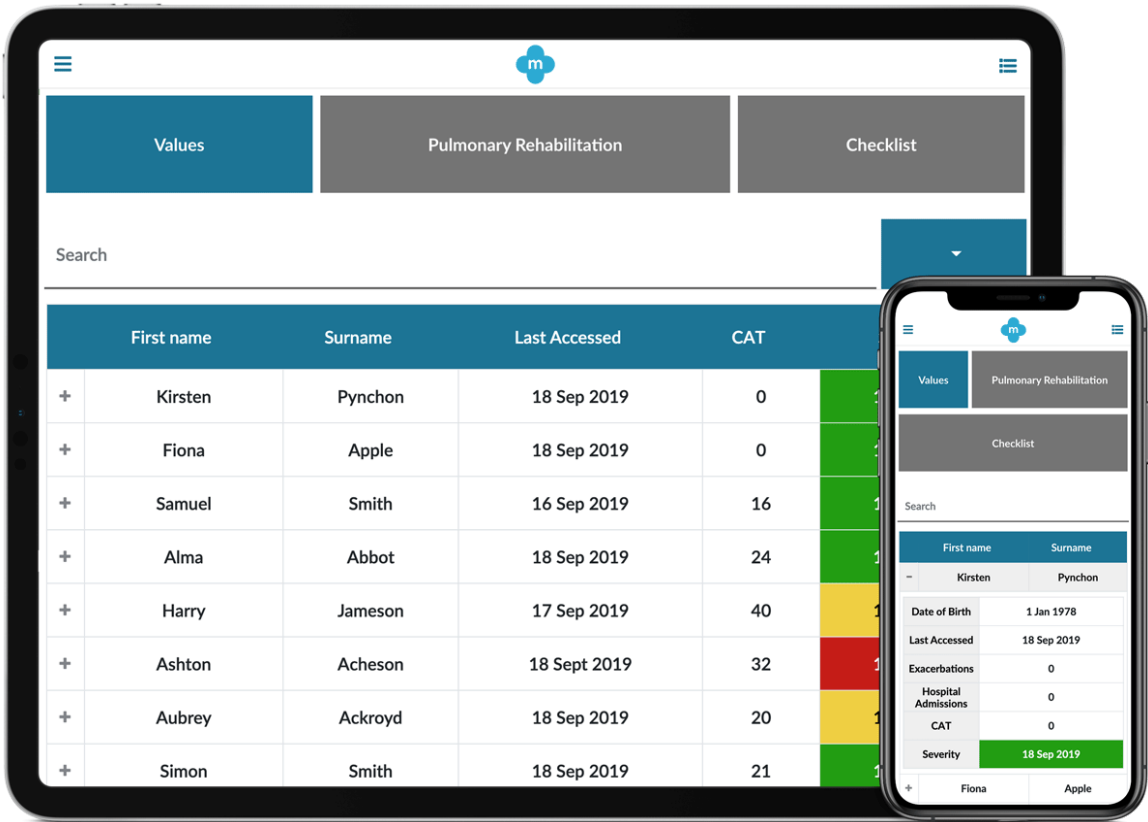 m
Values Pulmonary Rehabilitation Checklist
Search
First name Surname Last Accessed CAT
+ Kirsten Pynchon 18 Sep 2019 0
+ Fiona Apple 18 Sep 2019 0
+ Samuel Smith 16 Sep 2019 16
+ Alma Abbot 18 Sep 2019 24
+ Harry Jameson 17 Sep 2019 40
+ Ashton Acheson 18 Sept 2019 32
+ Aubrey Ackroyd 18 Sep 2019 20
+ Simon Smith 18 Sep 2019 21
m
Values Pulmonary Rehabilitation
Checklist
Search
First name Surname
- Kirsten Pynchon
Date of Birth 1 Jan 1978
Last Accessed 18 Sep 2019
Exacerbations 0
Hospital
Admissions 0
CAT 0
Severity 18 Sep 2019
+ Fiona Apple